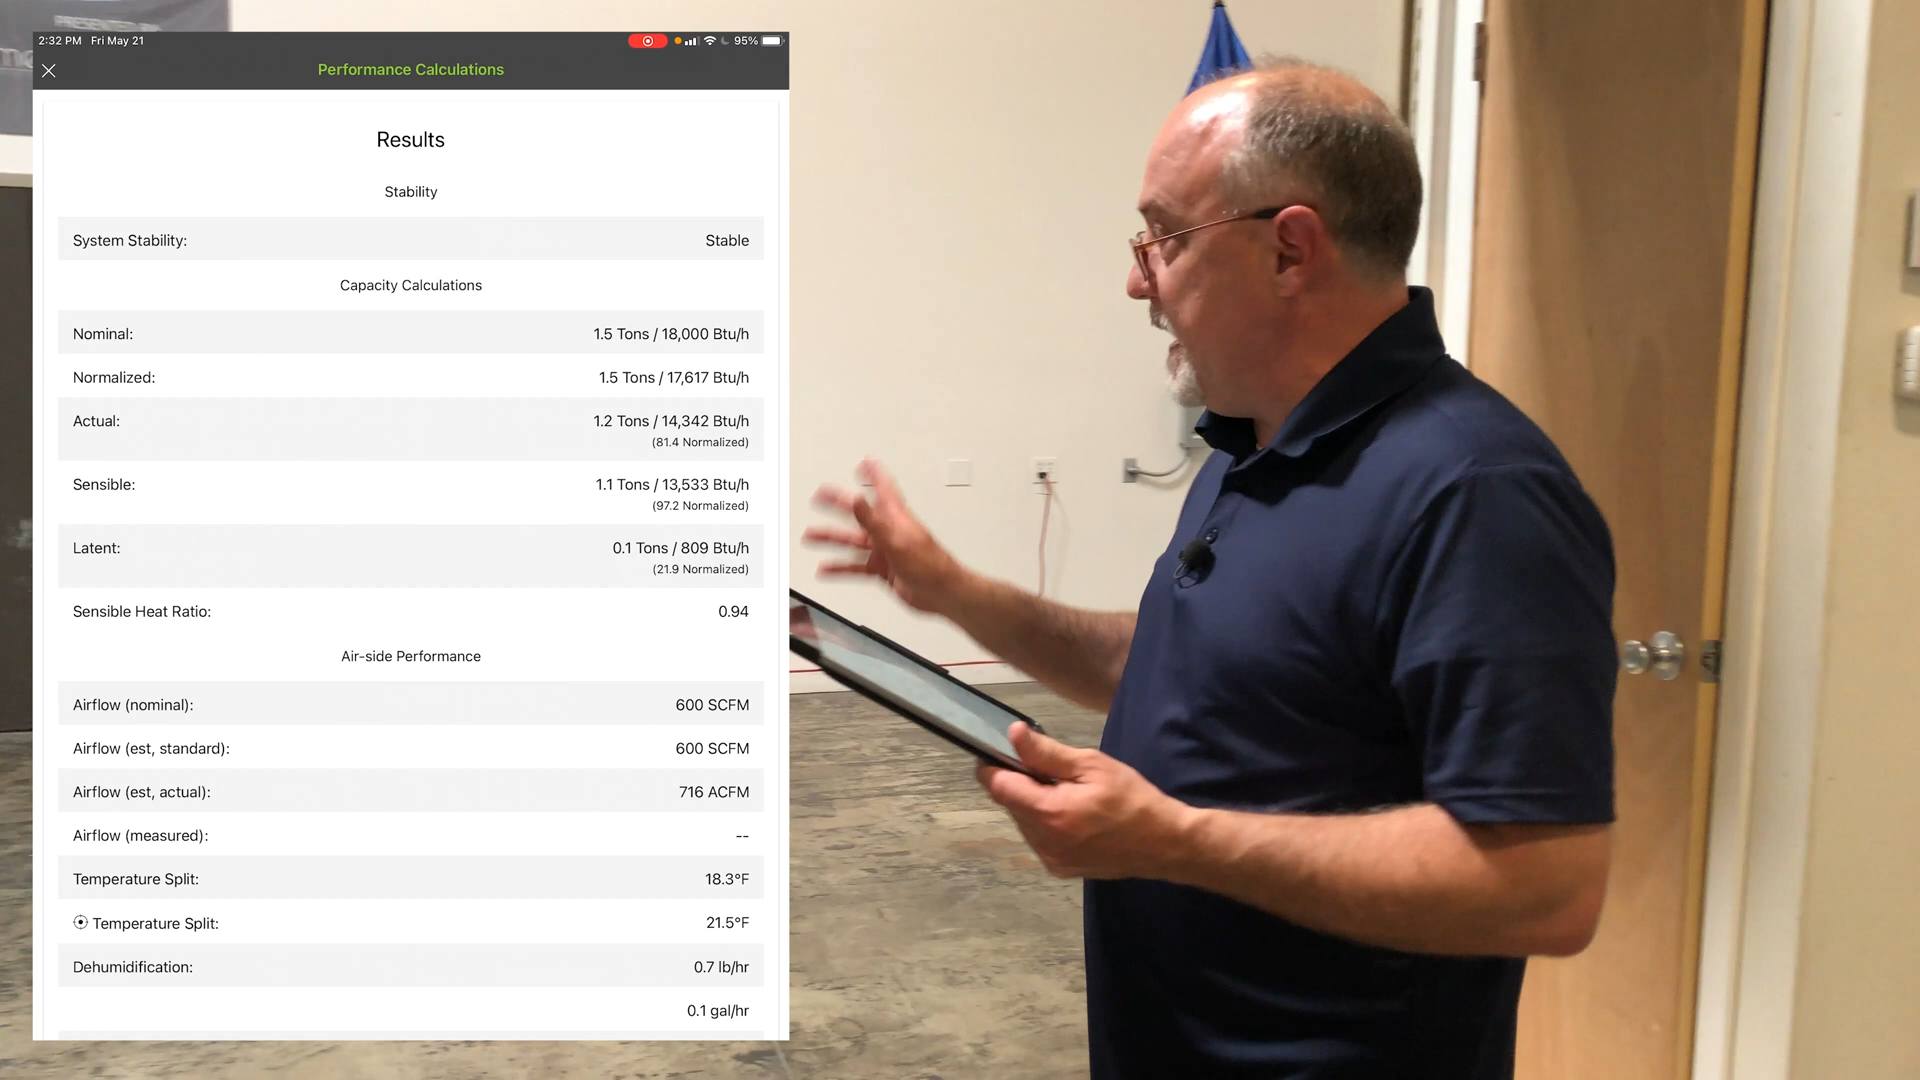 PRESENTED BY
2:32 PM Fri May 21 95%
Performance Calculations
Results
Stability
System Stability: Stable
Capacity Calculations
Nominal: 1.5 Tons / 18,000 Btu/h
Normalized: 1.5 Tons / 17,617 Btu/h
Actual: 1.2 Tons / 14,342 Btu/h
(81.4 Normalized)
Sensible: 1.1 Tons / 13,533 Btu/h
(97.2 Normalized)
Latent: 0.1 Tons / 809 Btu/h
(21.9 Normalized)
Sensible Heat Ratio: 0.94
Air-side Performance
Airflow (nominal): 600 SCFM
Airflow (est, standard): 600 SCFM
Airflow (est, actual): 716 ACFM
Airflow (measured): --
Temperature Split: 18.3°F
Temperature Split: 21.5°F
Dehumidification: 0.7 lb/hr
0.1 gal/hr